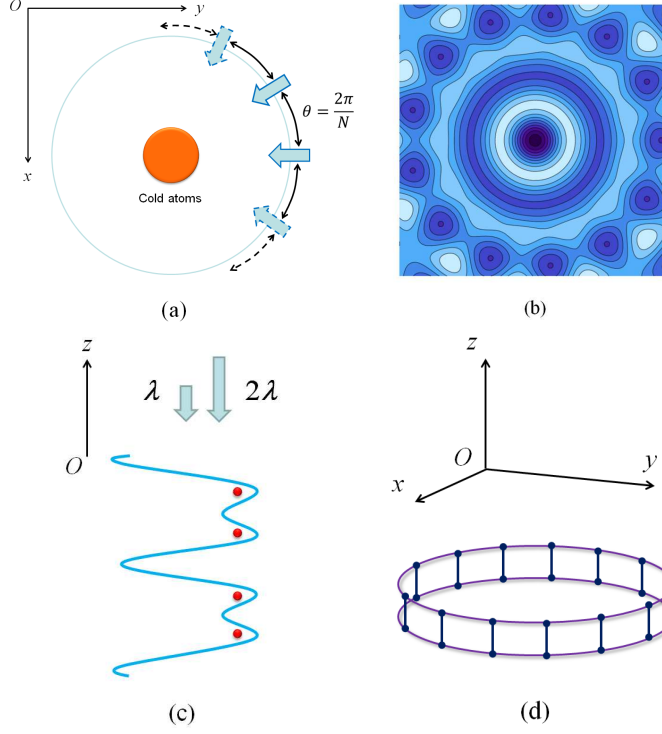 O
y
θ = 2π/N
x
Cold atoms
(a)
(b)
z
λ
2λ
O
(c)
z
O
y
x
(d)